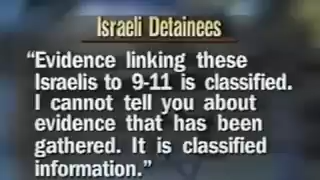 Israeli Detainees
“Evidence linking these
Israelis to 9-11 is classified.
I cannot tell you about
evidence that has been
gathered. It is classified
information.”